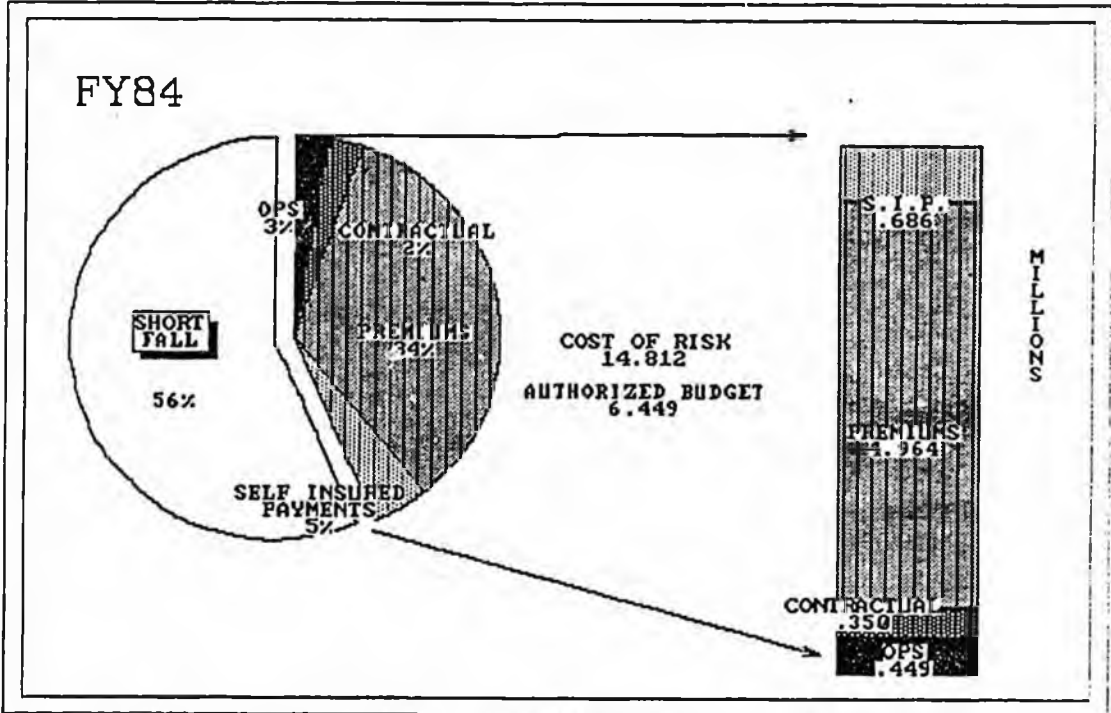 FY84
OPS
3%
CONTRACTUAL
2%
PREMIUMS
34%
SHORT
FALL
56%
SELF INSURED
PAYMENTS
5%
COST OF RISK
14.812
AUTHORIZED BUDGET
6.449
S.I.P.
.686
PREMIUMS
4.964
CONTRACTUAL
.350
OPS
.449
MILLIONS